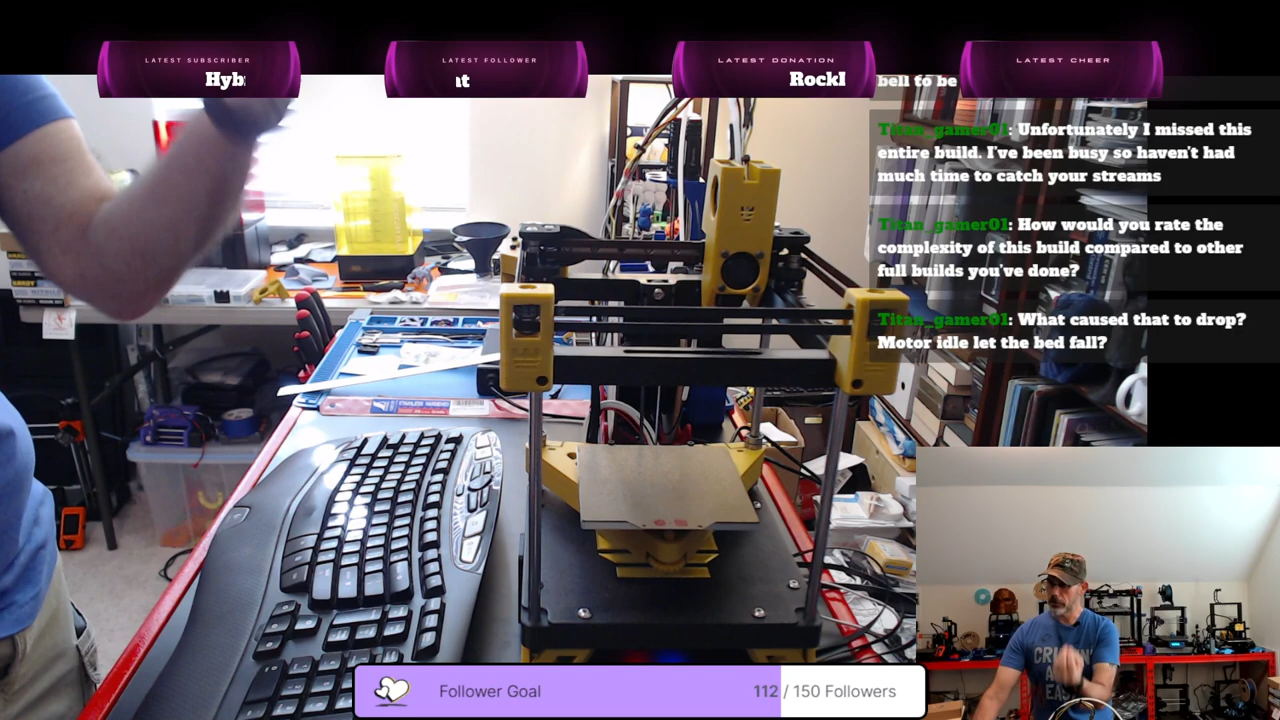 LATEST SUBSCRIBER
Hyb
LATEST FOLLOWER
t
LATEST DONATION
Rockl
LATEST CHEER
bell to be
Titan_gamer01: Unfortunately I missed this
entire build. I've been busy so haven't had
much time to catch your streams
Titan_gamer01: How would you rate the
complexity of this build compared to other
full builds you've done?
Titan_gamer01: What caused that to drop?
Motor idle let the bed fall?
Follower Goal
112 / 150 Followers